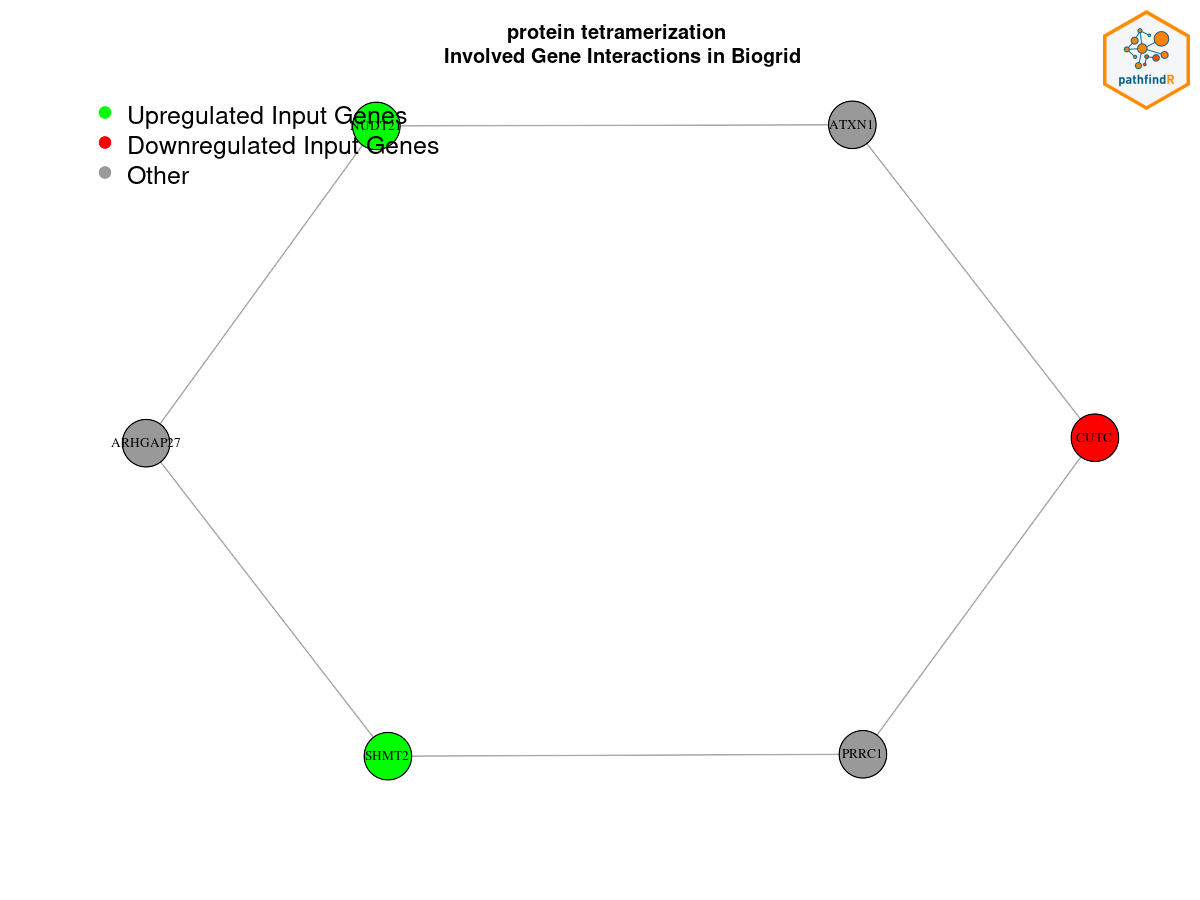 protein tetramerization
Involved Gene Interactions in Biogrid
pathfindR
Upregulated Input Genes
Downregulated Input Genes
Other
NUDT21
ATXN1
ARHGAP27
CUTC
SHMT2
PRRC1